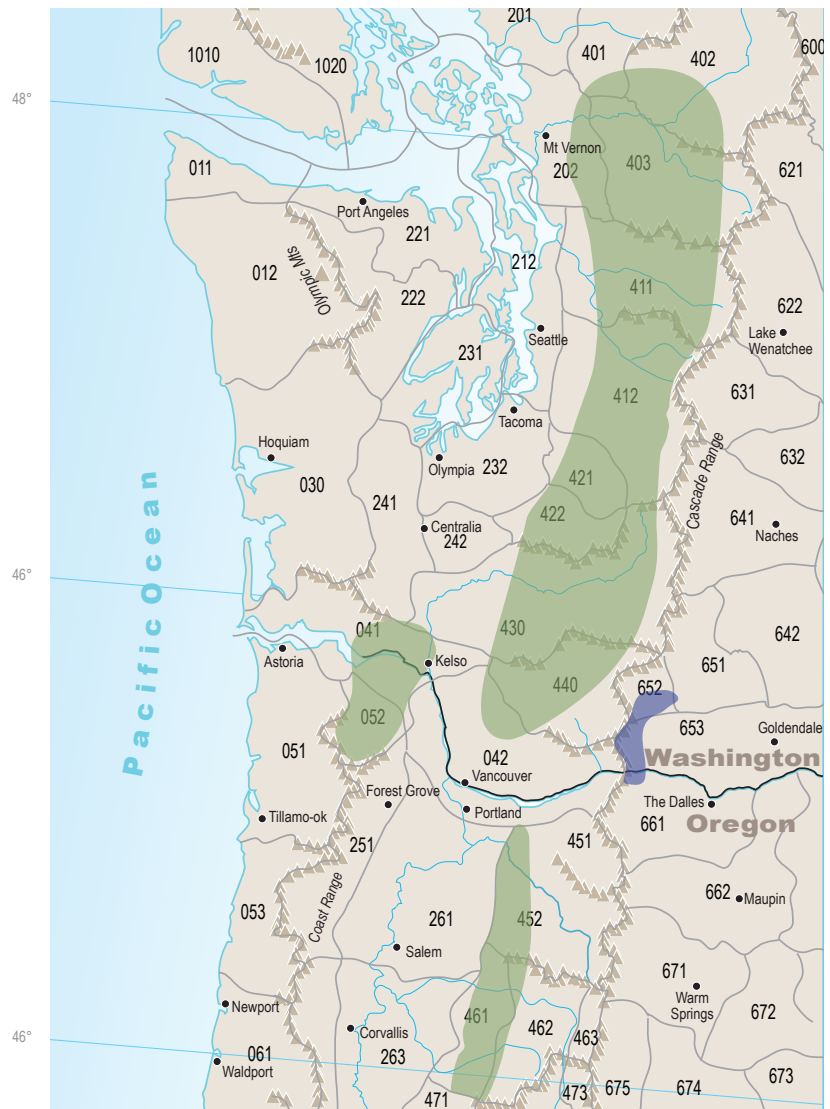 201
1010
1020
401
402
600
48°
Mt Vernon
011
202
403
621
Port Angeles
221
212
012
Olympic Mts
222
411
622
Seattle
Lake
Wenatchee
231
412
631
Tacoma
Hoquiam
Olympia
232
421
632
Cascade Range
030
241
422
641
Centralia
242
Naches
Pacific Ocean
46°
041
430
642
Astoria
Kelso
651
440
652
052
653
Goldendale
051
042
Washington
Vancouver
Forest Grove
The Dalles
Tillamo-ok
Portland
661
Oregon
251
451
Coast Range
662
Maupin
053
261
452
Salem
671
Warm
Springs
Newport
672
461
462
Corvallis
463
46°
061
263
Waldport
471
473
675
674
673